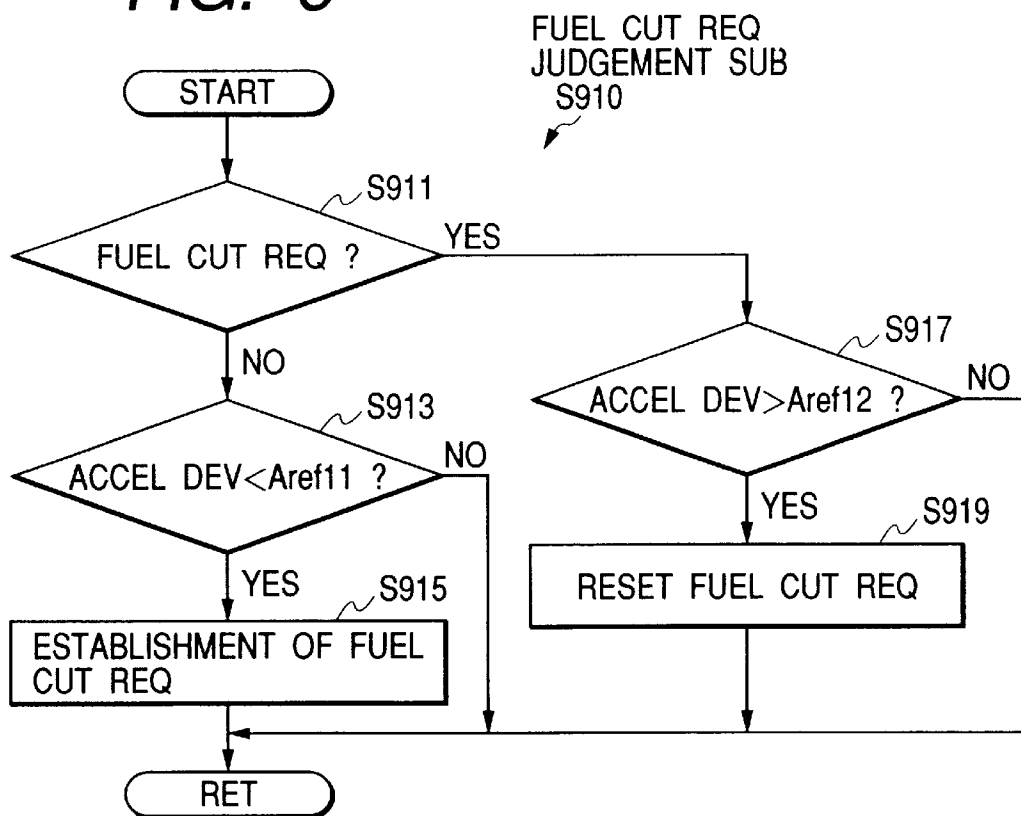 FUEL CUT REQ
JUDGEMENT SUB
S910
START
S911
FUEL CUT REQ ?
YES
NO
S917
ACCEL DEV>Aref12 ?
NO
S913
ACCEL DEV<Aref11 ?
NO
YES
S919
RESET FUEL CUT REQ
YES
S915
ESTABLISHMENT OF FUEL
CUT REQ
RET